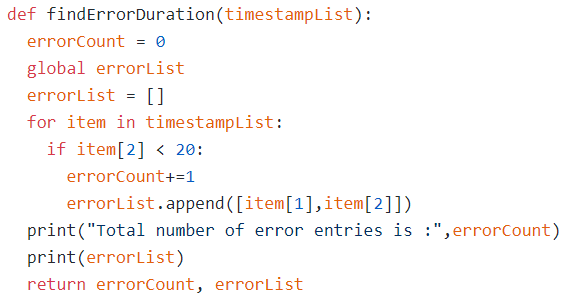 def findErrorDuration(timestampList):
  errorCount = 0
  global errorList
  errorList = []
  for item in timestampList:
    if item[2] < 20:
      errorCount+=1
      errorList.append([item[1],item[2]])
  print("Total number of error entries is :",errorCount)
  print(errorList)
  return errorCount, errorList